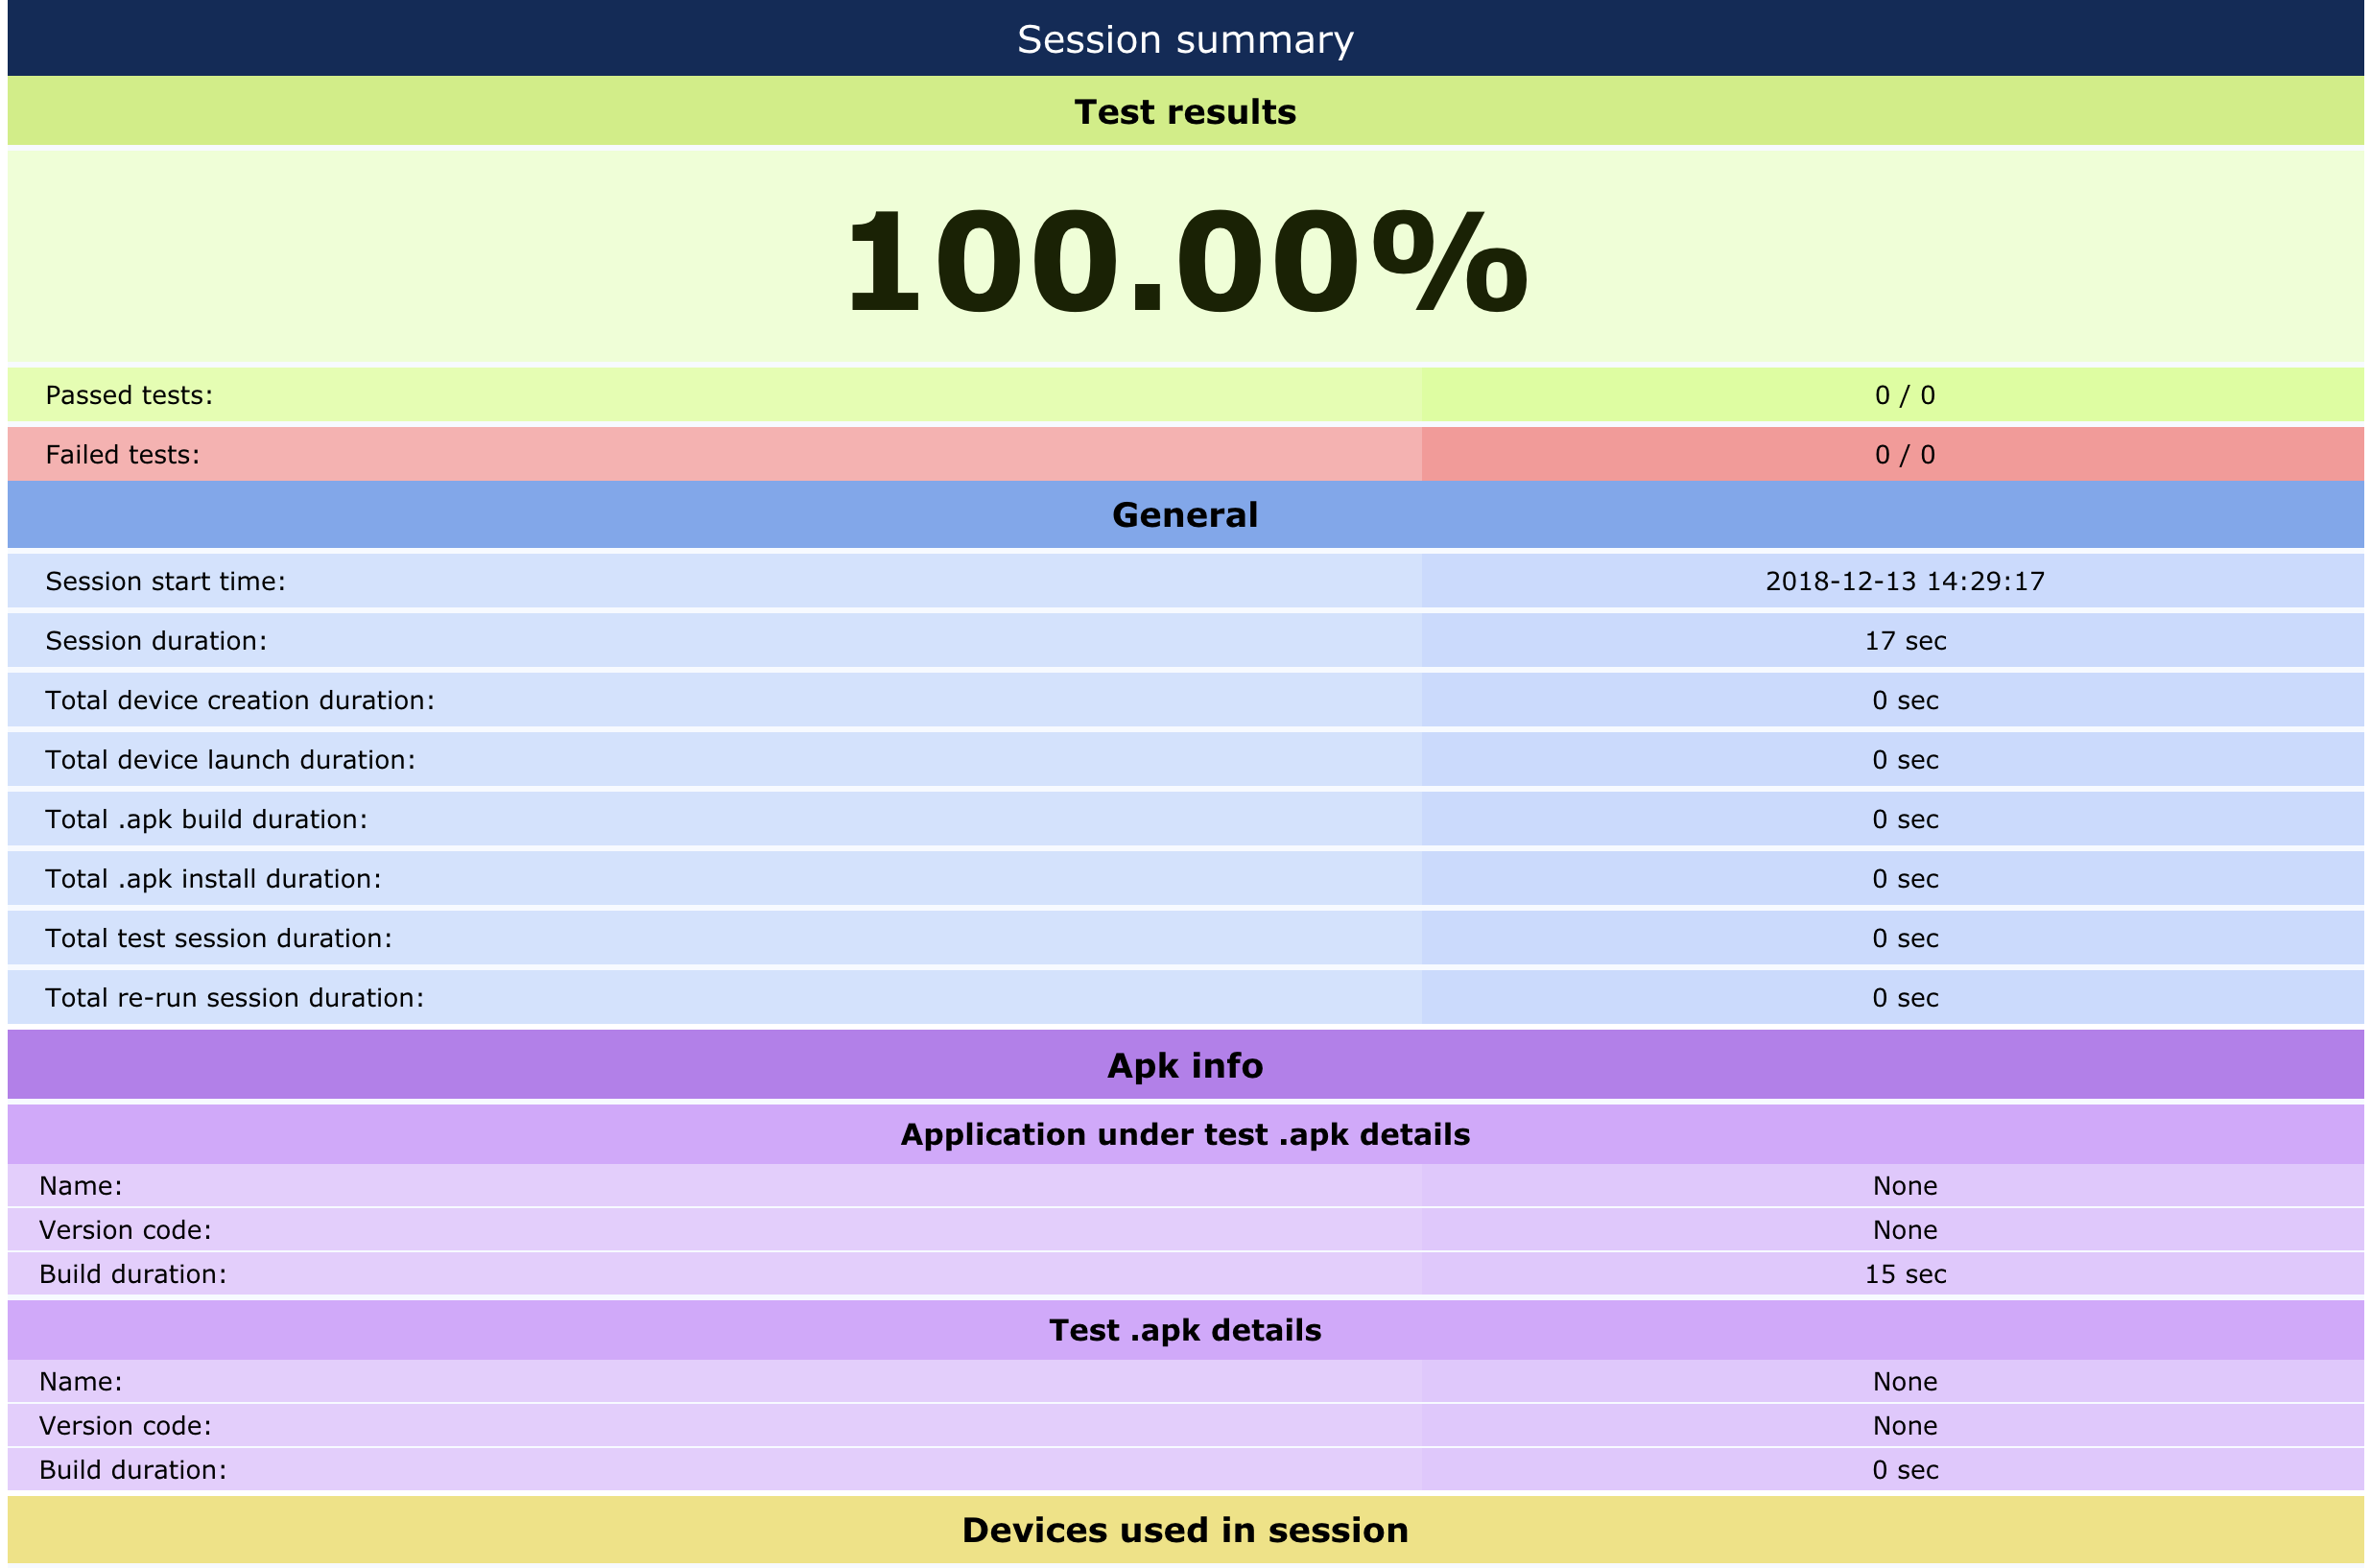 Session summary
Test results
100.00%
Passed tests: 0 / 0
Failed tests: 0 / 0
General
Session start time: 2018-12-13 14:29:17
Session duration: 17 sec
Total device creation duration: 0 sec
Total device launch duration: 0 sec
Total .apk build duration: 0 sec
Total .apk install duration: 0 sec
Total test session duration: 0 sec
Total re-run session duration: 0 sec
Apk info
Application under test .apk details
Name: None
Version code: None
Build duration: 15 sec
Test .apk details
Name: None
Version code: None
Build duration: 0 sec
Devices used in session